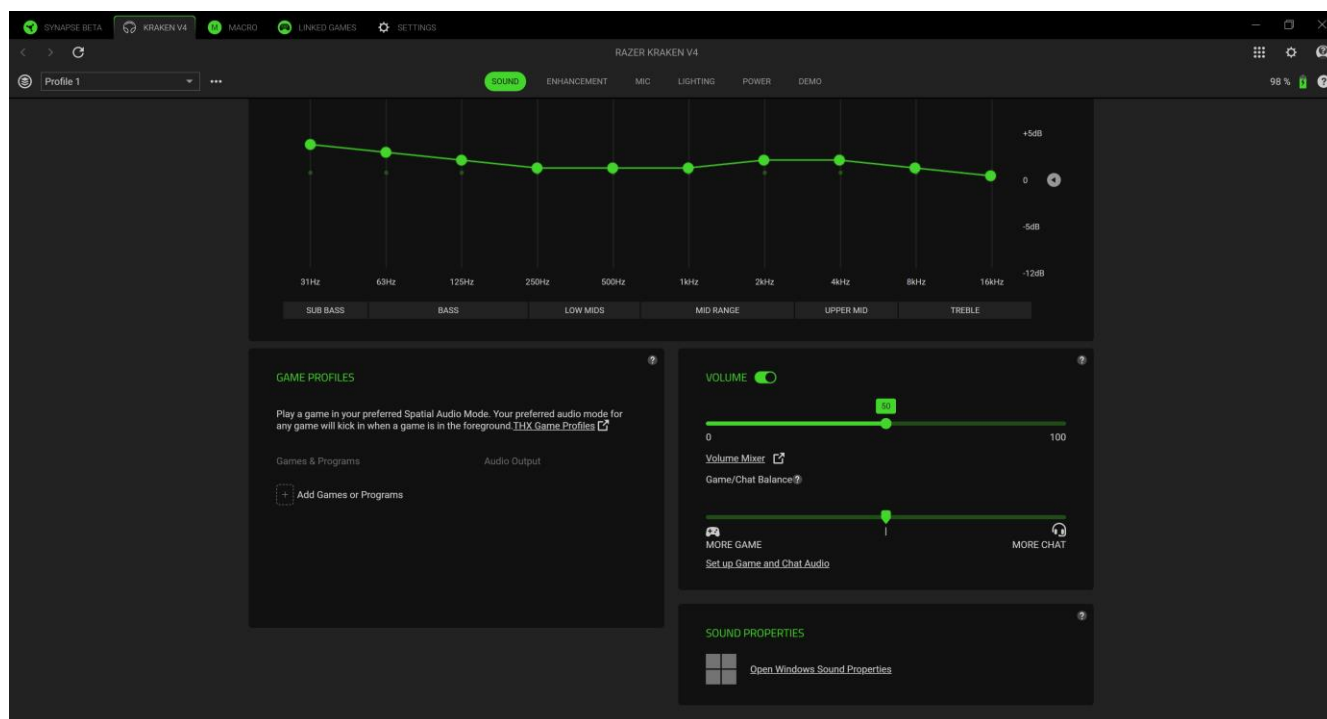 SYNAPSE BETA
KRAKEN V4
M
MACRO
LINKED GAMES
SETTINGS
RAZER KRAKEN V4
Profile 1
SOUND
ENHANCEMENT
MIC
LIGHTING
POWER
DEMO
98 %
?
+5dB
0
-5dB
-12dB
31Hz
63Hz
125Hz
250Hz
500Hz
1kHz
2kHz
4kHz
8kHz
16kHz
SUB BASS
BASS
LOW MIDS
MID RANGE
UPPER MID
TREBLE
?
GAME PROFILES
Play a game in your preferred Spatial Audio Mode. Your preferred audio mode for
any game will kick in when a game is in the foreground.THX Game Profiles
Games & Programs
Audio Output
+ Add Games or Programs
?
VOLUME
50
0
100
Volume Mixer
Game/Chat Balance?
MORE GAME
MORE CHAT
Set up Game and Chat Audio
?
SOUND PROPERTIES
Open Windows Sound Properties